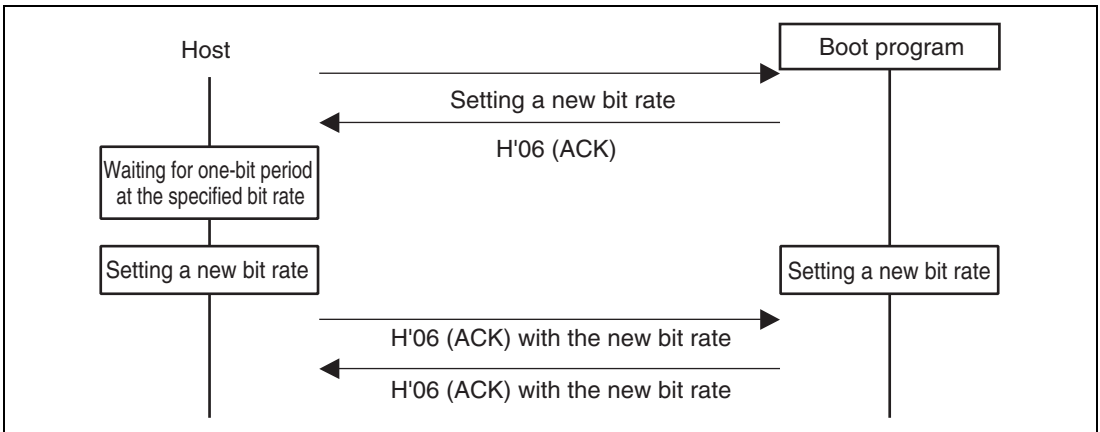 Host
Boot program
Setting a new bit rate
H'06 (ACK)
Waiting for one-bit period
at the specified bit rate
Setting a new bit rate
Setting a new bit rate
H'06 (ACK) with the new bit rate
H'06 (ACK) with the new bit rate